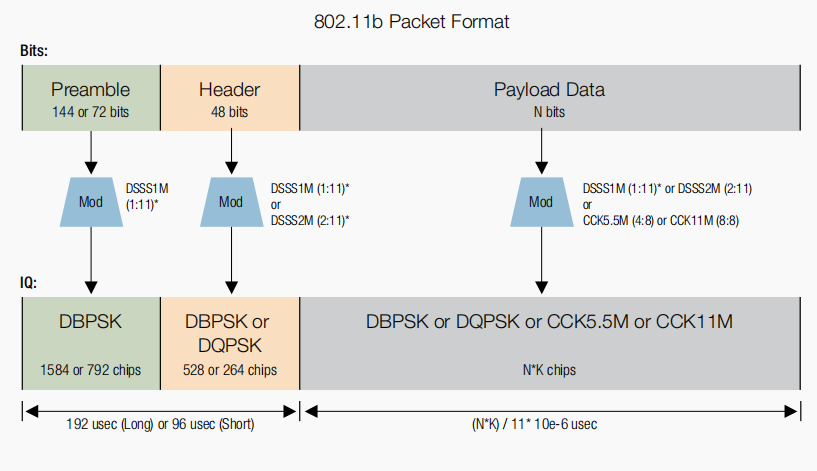 802.11b Packet Format
Bits:
Preamble
144 or 72 bits
Header
48 bits
Payload Data
N bits
Mod
DSSS1M
(1:11)*
Mod
DSSS1M (1:11)*
or
DSSS2M (2:11)*
Mod
DSSS1M (1:11)* or DSSS2M (2:11)
or
CCK5.5M (4:8) or CCK11M (8:8)
IQ:
DBPSK
1584 or 792 chips
DBPSK or
DQPSK
528 or 264 chips
DBPSK or DQPSK or CCK5.5M or CCK11M
N*K chips
192 usec (Long) or 96 usec (Short)
(N*K) / 11* 10e-6 usec